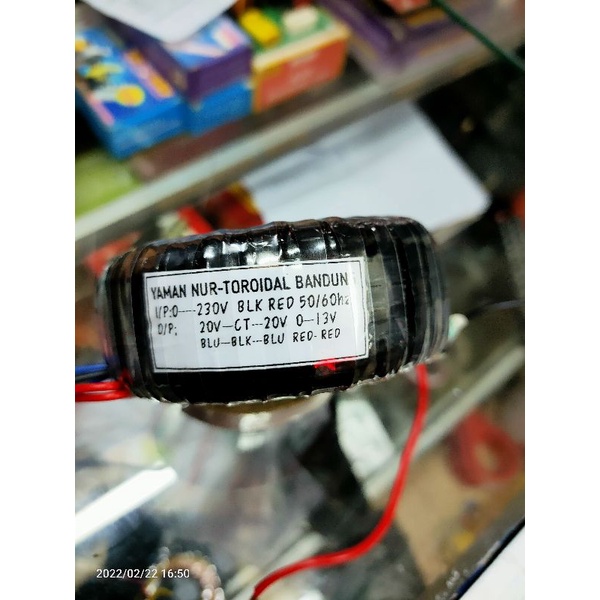 YAMAN NUR-TOROIDAL BANDUN
I/P:0----230V BLK RED 50/60hz
O/P: 20V--CT---20V 0--13V
BLU--BLK---BLU RED-RED
2022/02/22 16:50